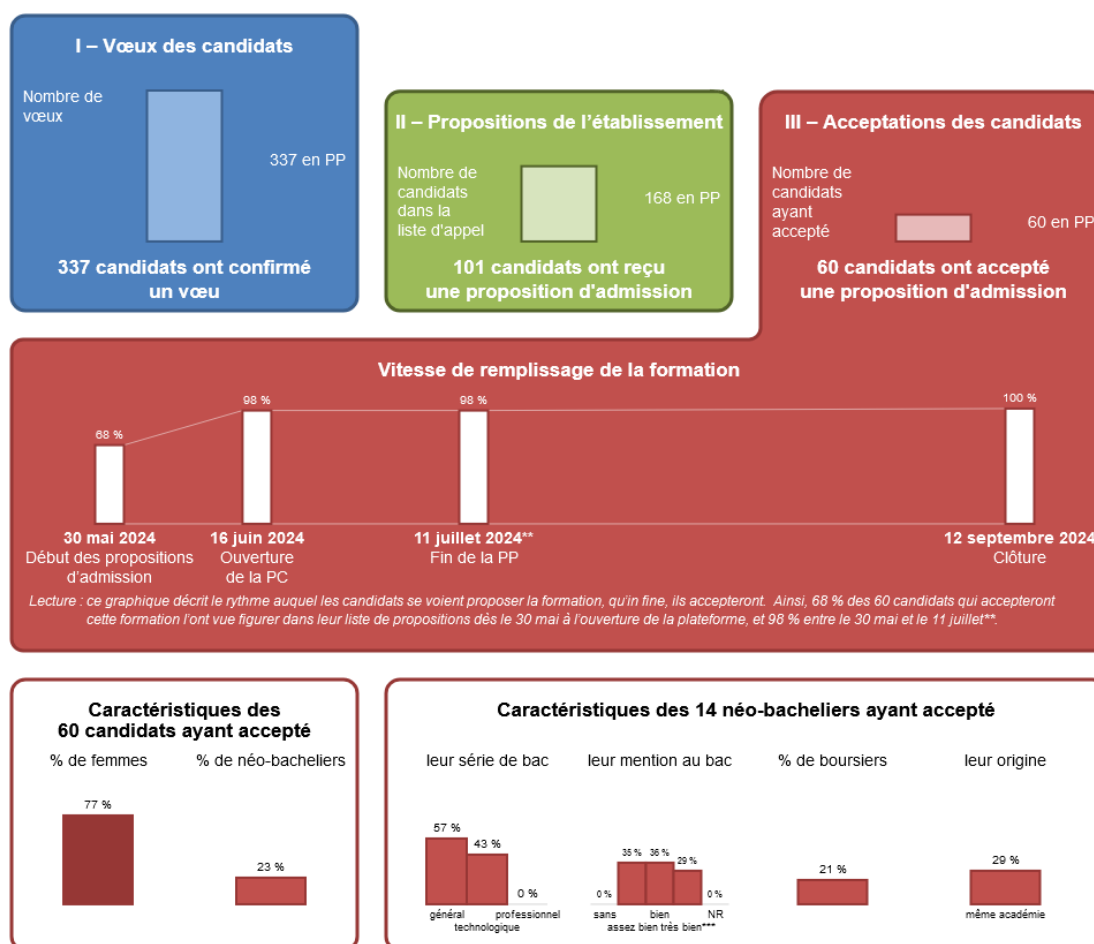 I – Vœux des candidats
Nombre de
vœux
337 en PP
337 candidats ont confirmé
un vœu
II – Propositions de l'établissement
Nombre de
candidats
dans la
liste d'appel
168 en PP
101 candidats ont reçu
une proposition d'admission
III – Acceptations des candidats
Nombre de
candidats
ayant
accepté
60 en PP
60 candidats ont accepté
une proposition d'admission
Vitesse de remplissage de la formation
68 %
98 %
98 %
100 %
30 mai 2024
Début des propositions
d'admission
16 juin 2024
Ouverture
de la PC
11 juillet 2024**
Fin de la PP
12 septembre 2024
Clôture
Lecture : ce graphique décrit le rythme auquel les candidats se voient proposer la formation, qu'in fine, ils accepteront. Ainsi, 68 % des 60 candidats qui accepteront
cette formation l'ont vue figurer dans leur liste de propositions dès le 30 mai à l'ouverture de la plateforme, et 98 % entre le 30 mai et le 11 juillet**.
Caractéristiques des
60 candidats ayant accepté
% de femmes
% de néo-bacheliers
77 %
23 %
Caractéristiques des 14 néo-bacheliers ayant accepté
leur série de bac
leur mention au bac
% de boursiers
leur origine
57 %
43 %
0 %
général
professionnel
technologique
0 %
35 %
36 %
29 %
0 %
sans
bien
NR
assez bien très bien***
21 %
29 %
même académie